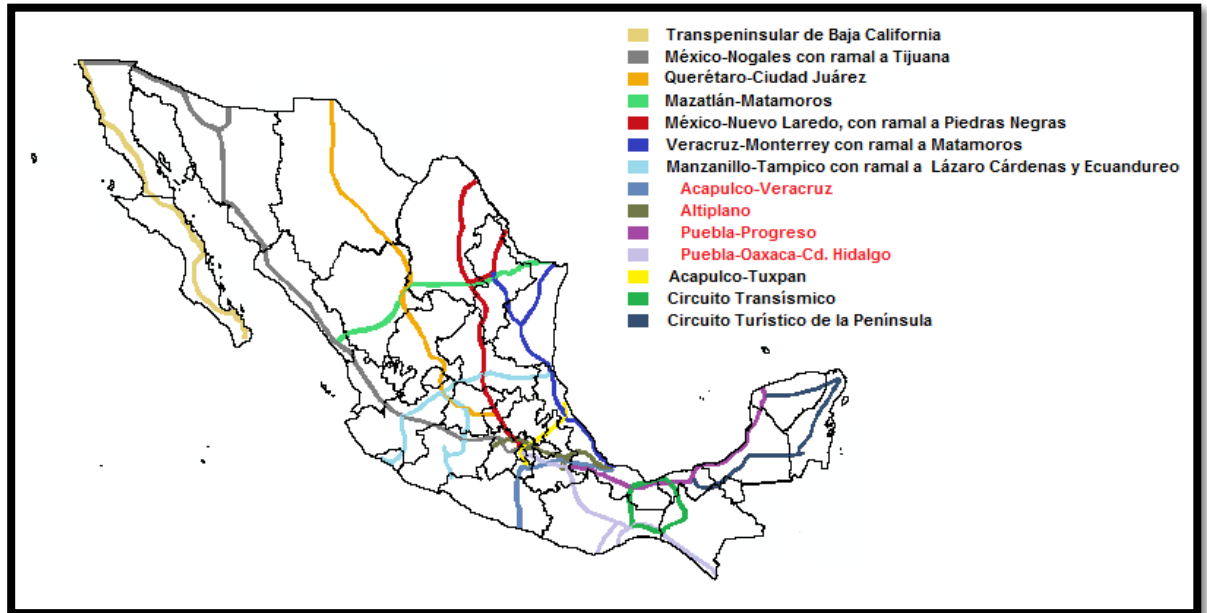 Transpeninsular de Baja California
México-Nogales con ramal a Tijuana
Querétaro-Ciudad Juárez
Mazatlán-Matamoros
México-Nuevo Laredo, con ramal a Piedras Negras
Veracruz-Monterrey con ramal a Matamoros
Manzanillo-Tampico con ramal a Lázaro Cárdenas y Ecuandureo
Acapulco-Veracruz
Altiplano
Puebla-Progreso
Puebla-Oaxaca-Cd. Hidalgo
Acapulco-Tuxpan
Circuito Transísmico
Circuito Turístico de la Península